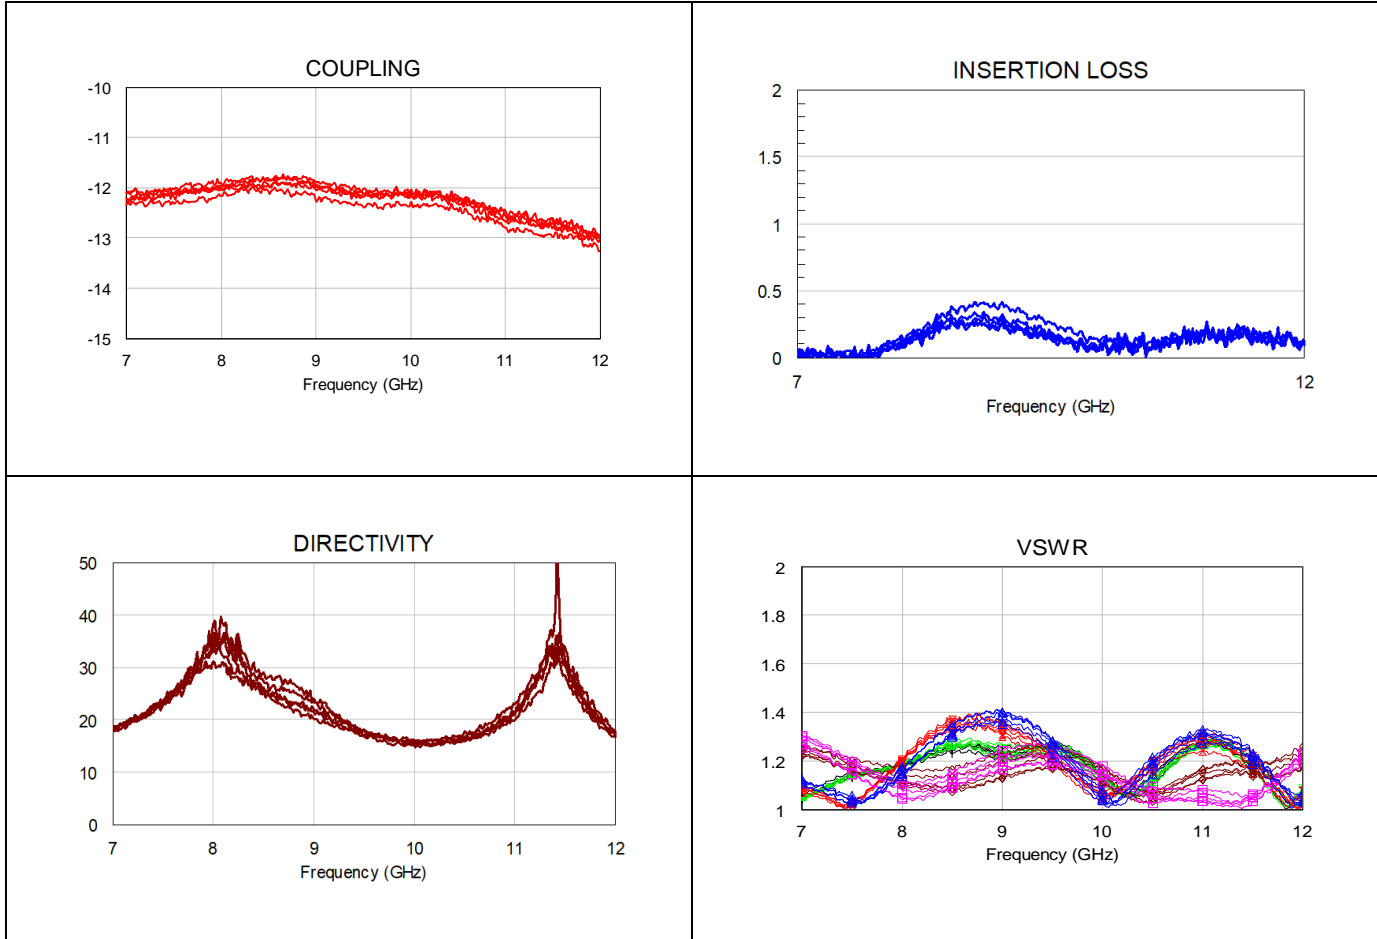 COUPLING
-10
-11
-12
-13
-14
-15
7 8 9 10 11 12
Frequency (GHz)
INSERTION LOSS
2
1.5
1
0.5
0
7 12
Frequency (GHz)
DIRECTIVITY
50
40
30
20
10
0
7 8 9 10 11 12
Frequency (GHz)
VSWR
2
1.8
1.6
1.4
1.2
1
7 8 9 10 11 12
Frequency (GHz)